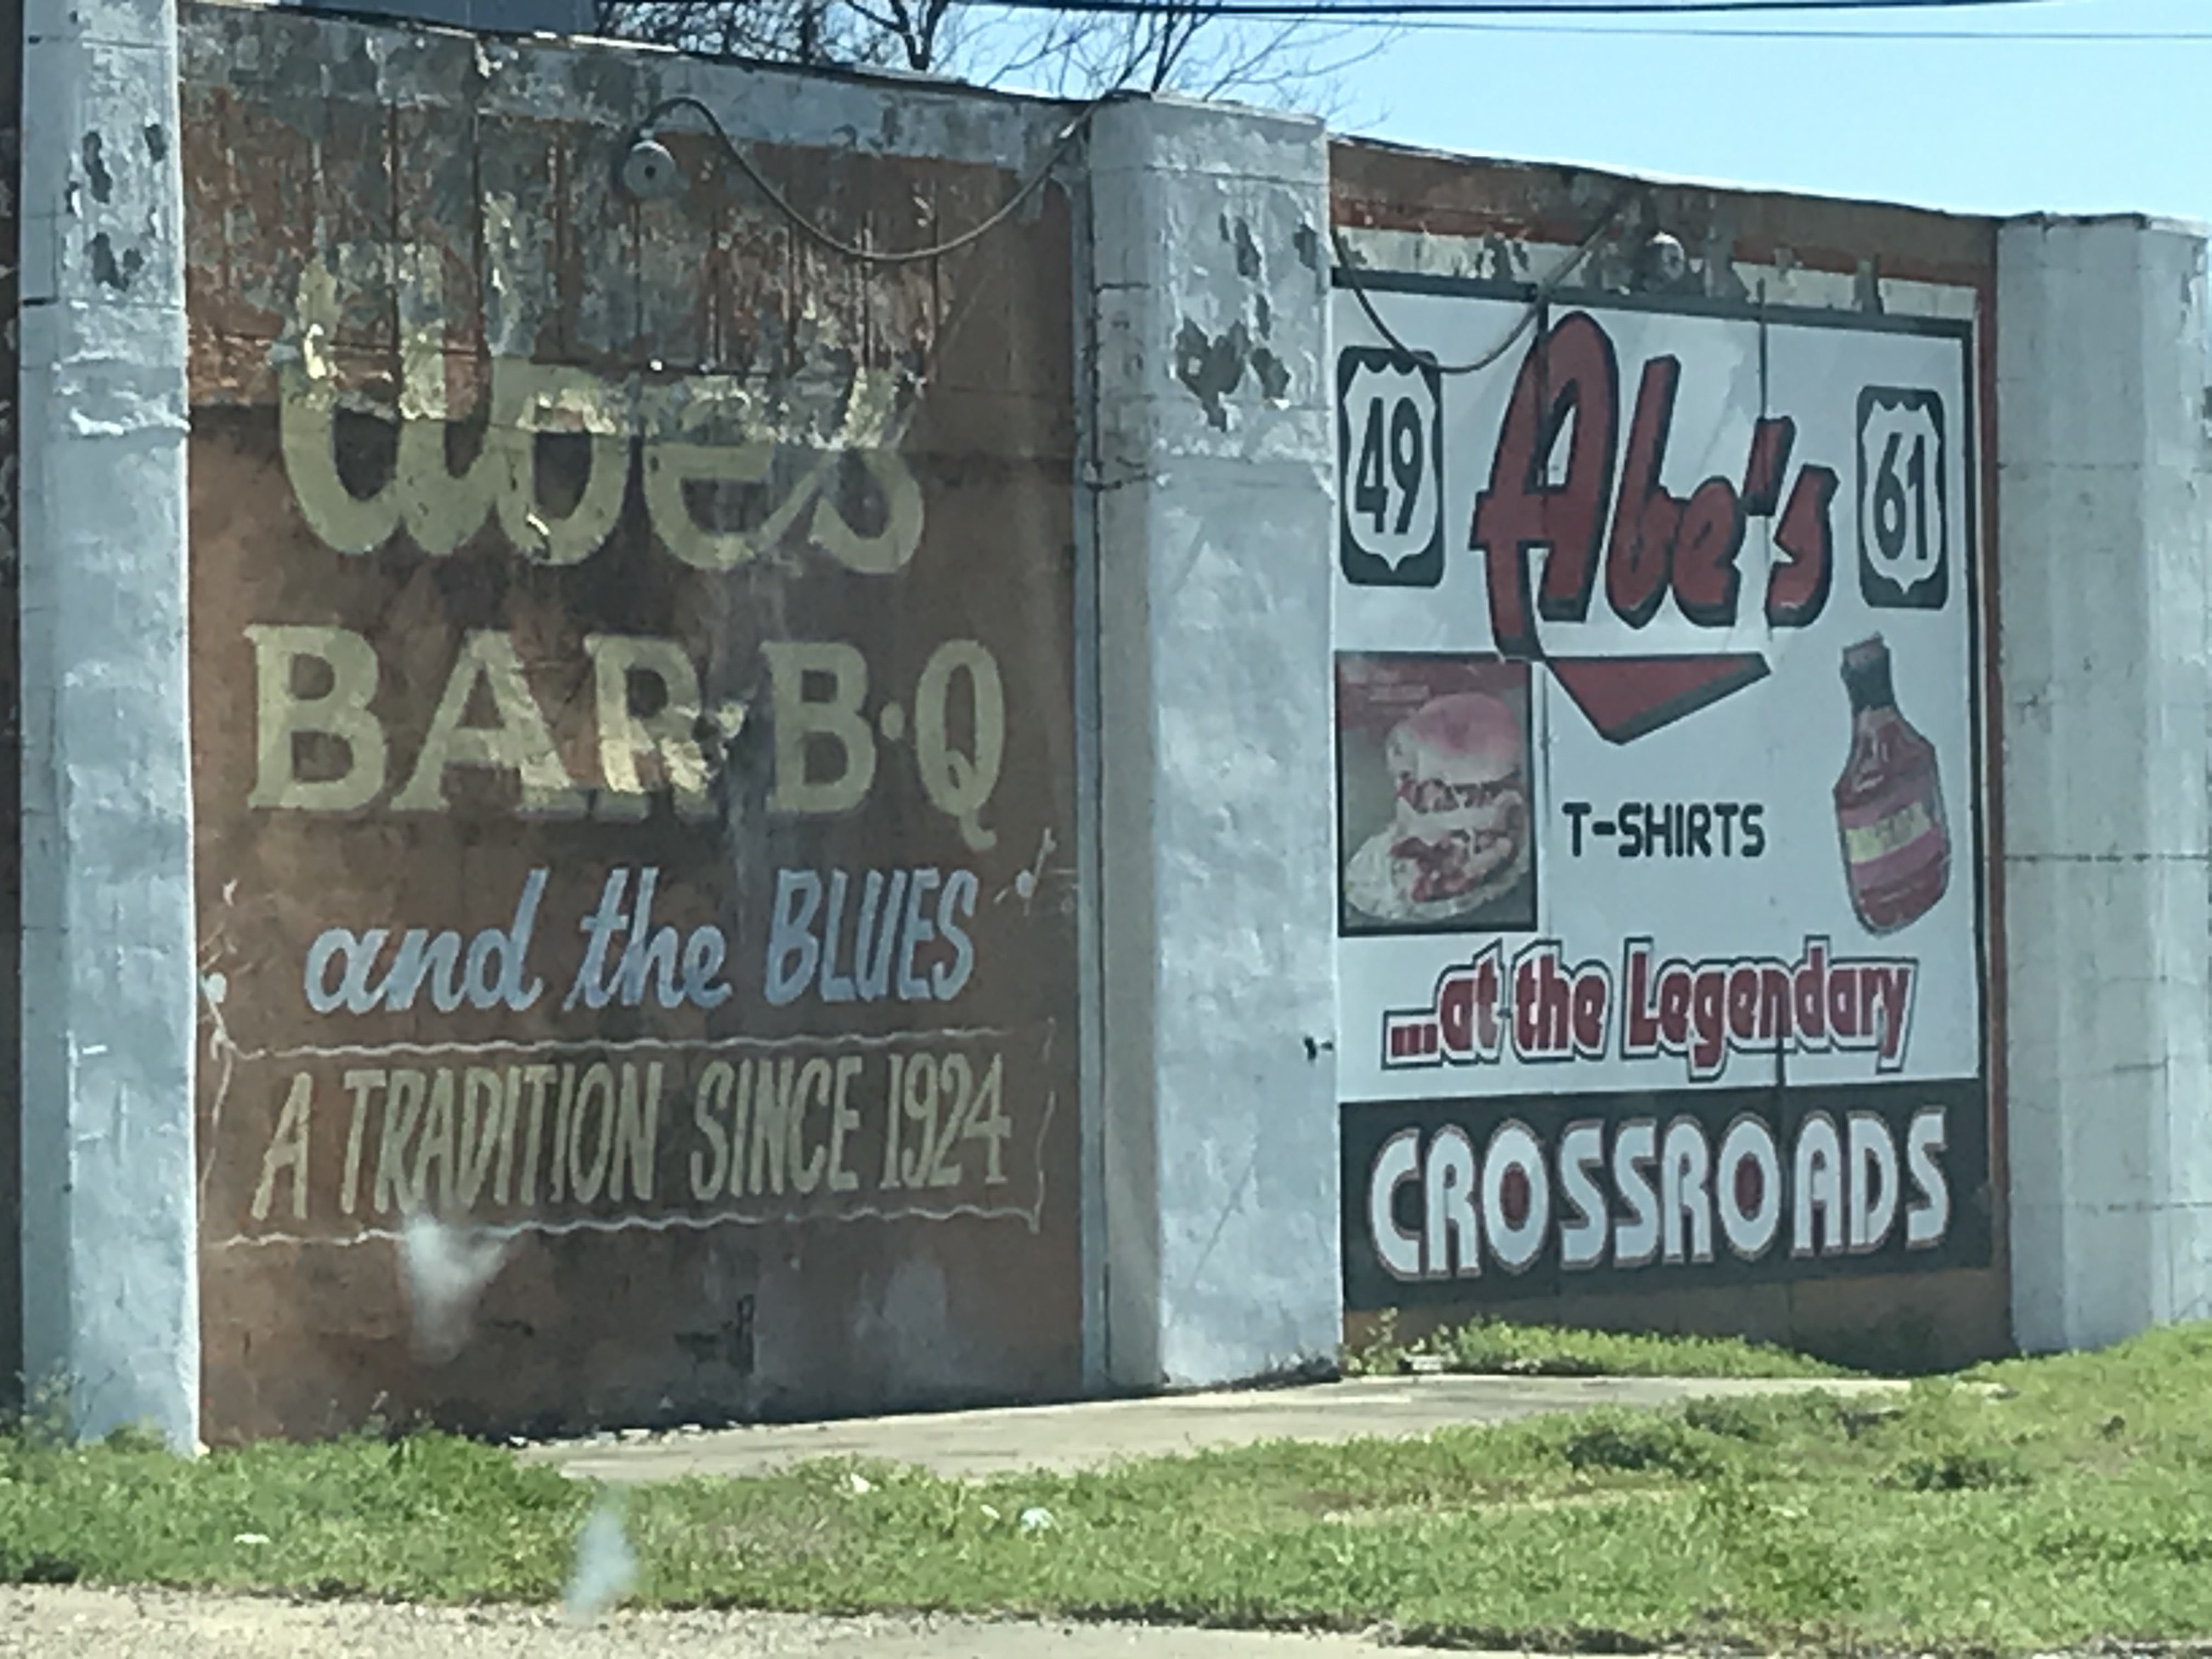 abe's
BAR·B·Q
and the BLUES
A TRADITION SINCE 1924
49
Abe's
61
T-SHIRTS
...at the Legendary
CROSSROADS